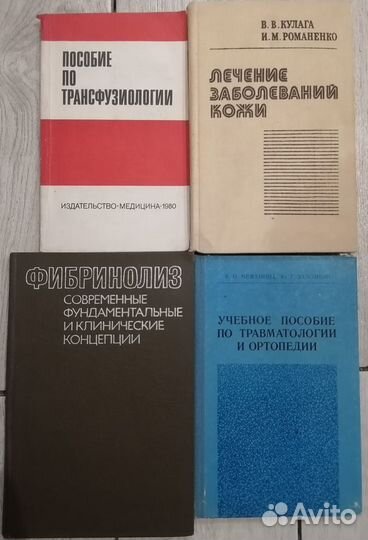 ПОСОБИЕ
ПО
ТРАНСФУЗИОЛОГИИ
ИЗДАТЕЛЬСТВО·МЕДИЦИНА·1980
В. В. КУЛАГА
И. М. РОМАНЕНКО
ЛЕЧЕНИЕ
ЗАБОЛЕВАНИЙ
КОЖИ
ФИБРИНОЛИЗ
СОВРЕМЕННЫЕ
ФУНДАМЕНТАЛЬНЫЕ
И КЛИНИЧЕСКИЕ
КОНЦЕПЦИИ
УЧЕБНОЕ ПОСОБИЕ
ПО ТРАВМАТОЛОГИИ
И ОРТОПЕДИИ
Avito